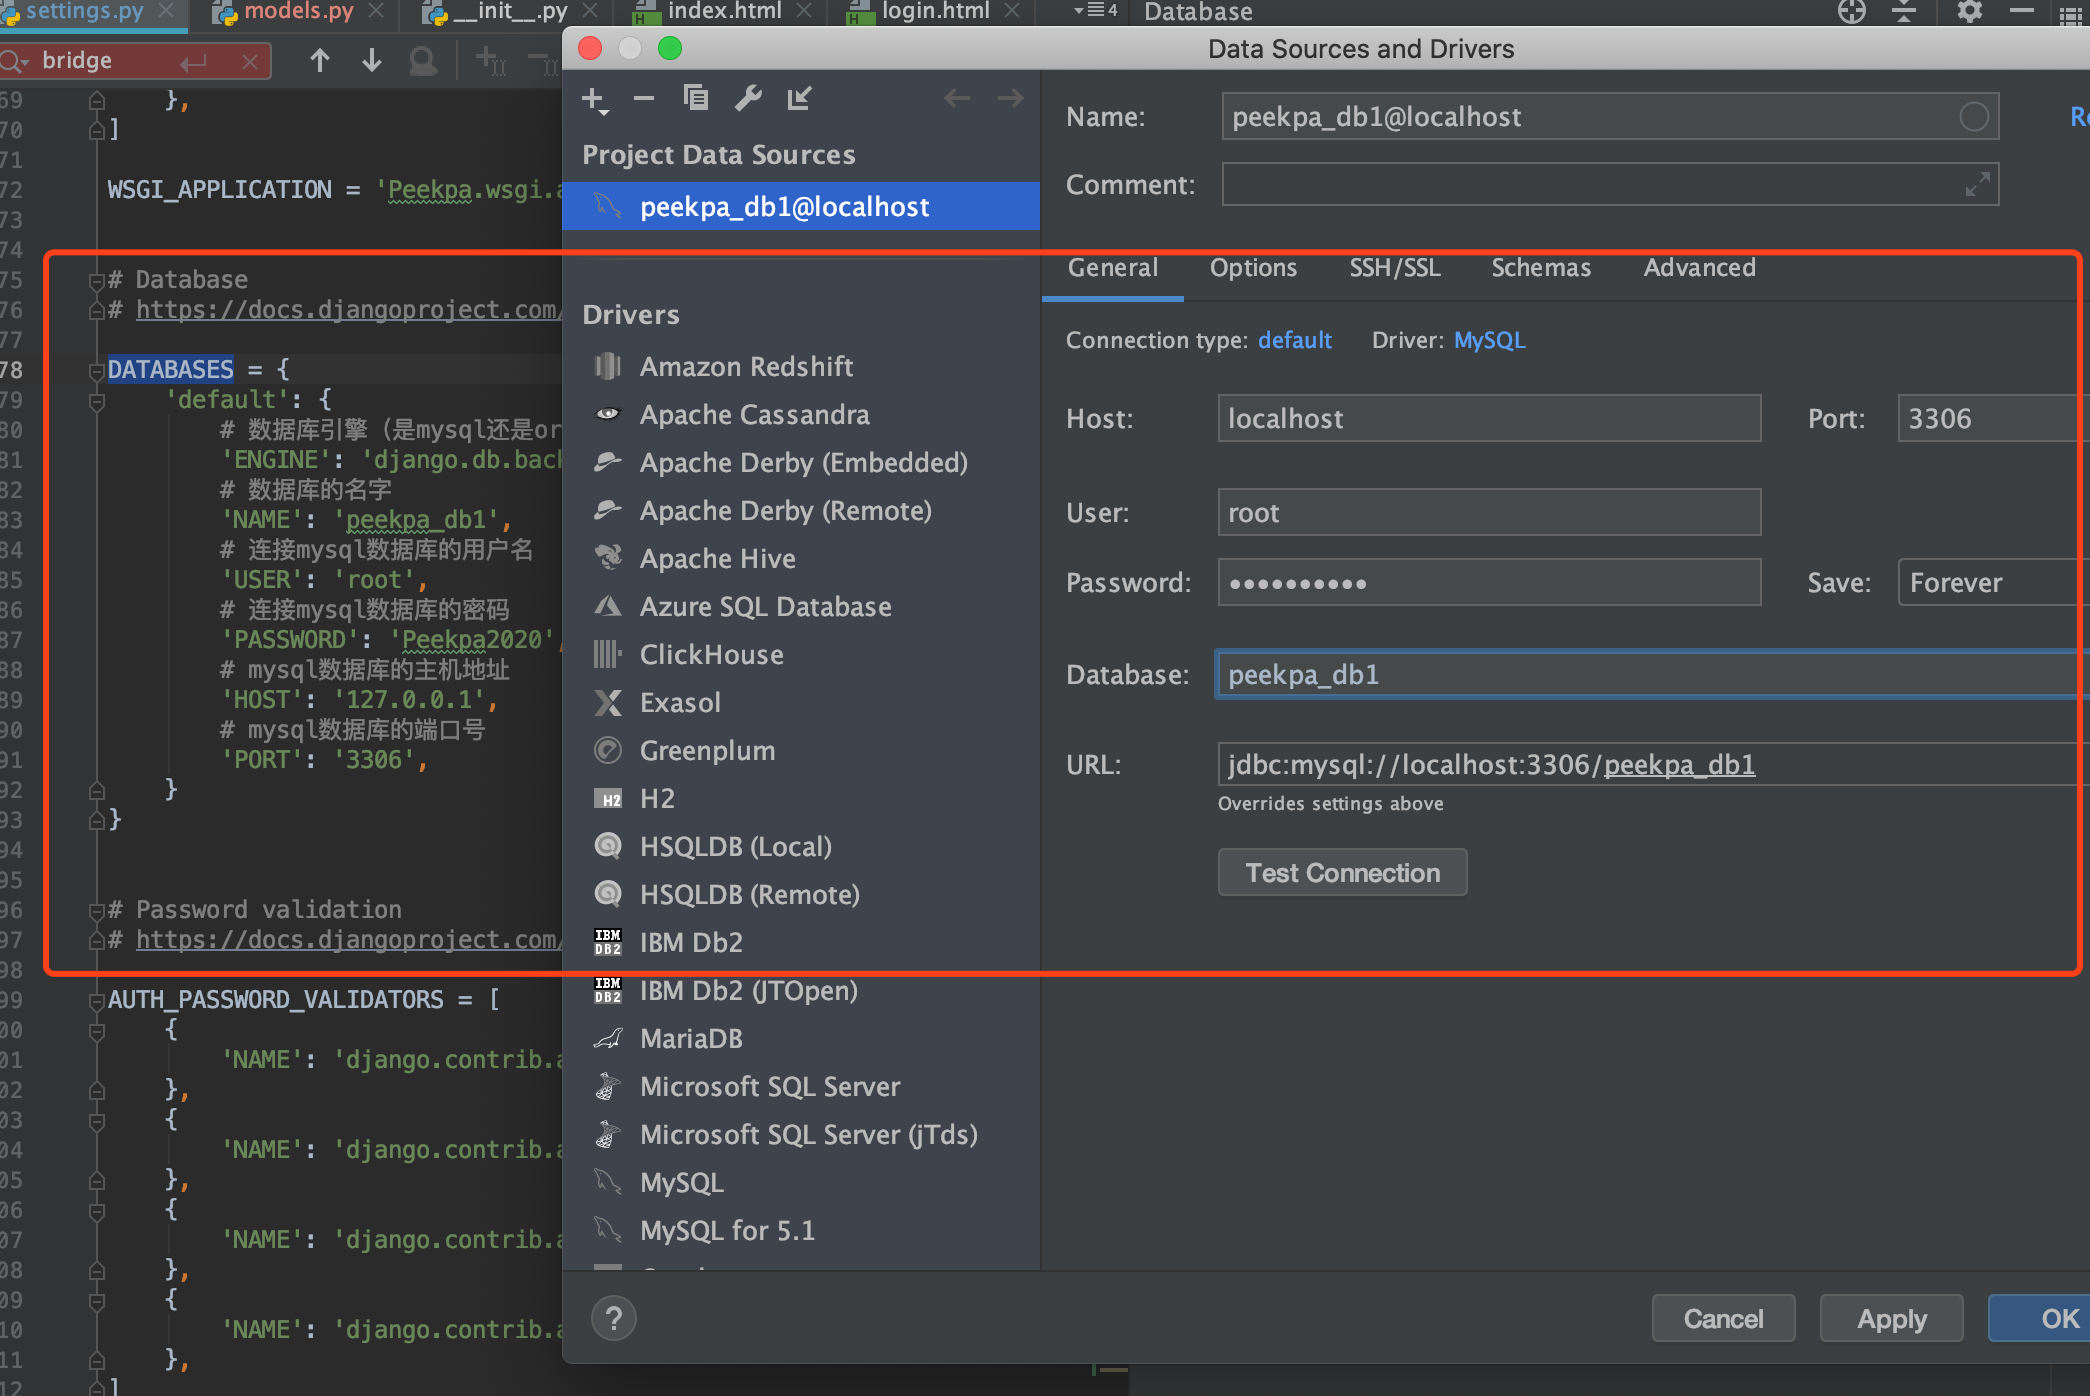 settings.py
models.py
__init__.py
index.html
login.html
4
Database
bridge
Data Sources and Drivers
69 },
70 ]
71
72 WSGI_APPLICATION = 'Peekpa.wsgi.
73
74
75 # Database
76 # https://docs.djangoproject.com/
77
78 DATABASES = {
79 'default': {
80 # 数据库引擎（是mysql还是or
81 'ENGINE': 'django.db.bac
82 # 数据库的名字
83 'NAME': 'peekpa_db1',
84 # 连接mysql数据库的用户名
85 'USER': 'root',
86 # 连接mysql数据库的密码
87 'PASSWORD': 'Peekpa2020',
88 # mysql数据库的主机地址
89 'HOST': '127.0.0.1',
90 # mysql数据库的端口号
91 'PORT': '3306',
92 }
93 }
94
95
96 # Password validation
97 # https://docs.djangoproject.com/
98
99 AUTH_PASSWORD_VALIDATORS = [
00 {
01 'NAME': 'django.contrib.
02 },
03 {
04 'NAME': 'django.contrib.
05 },
06 {
07 'NAME': 'django.contrib.
08 },
09 {
10 'NAME': 'django.contrib.
11 },
12 ]
Project Data Sources
peekpa_db1@localhost
Drivers
Amazon Redshift
Apache Cassandra
Apache Derby (Embedded)
Apache Derby (Remote)
Apache Hive
Azure SQL Database
ClickHouse
Exasol
Greenplum
H2 H2
HSQLDB (Local)
HSQLDB (Remote)
IBM DB2 IBM Db2
IBM DB2 IBM Db2 (JTOpen)
MariaDB
Microsoft SQL Server
Microsoft SQL Server (jTds)
MySQL
MySQL for 5.1
Name: peekpa_db1@localhost
Comment:
General Options SSH/SSL Schemas Advanced
Connection type: default Driver: MySQL
Host: localhost Port: 3306
User: root
Password: •••••••••• Save: Forever
Database: peekpa_db1
URL: jdbc:mysql://localhost:3306/peekpa_db1
Overrides settings above
Test Connection
?
Cancel Apply OK